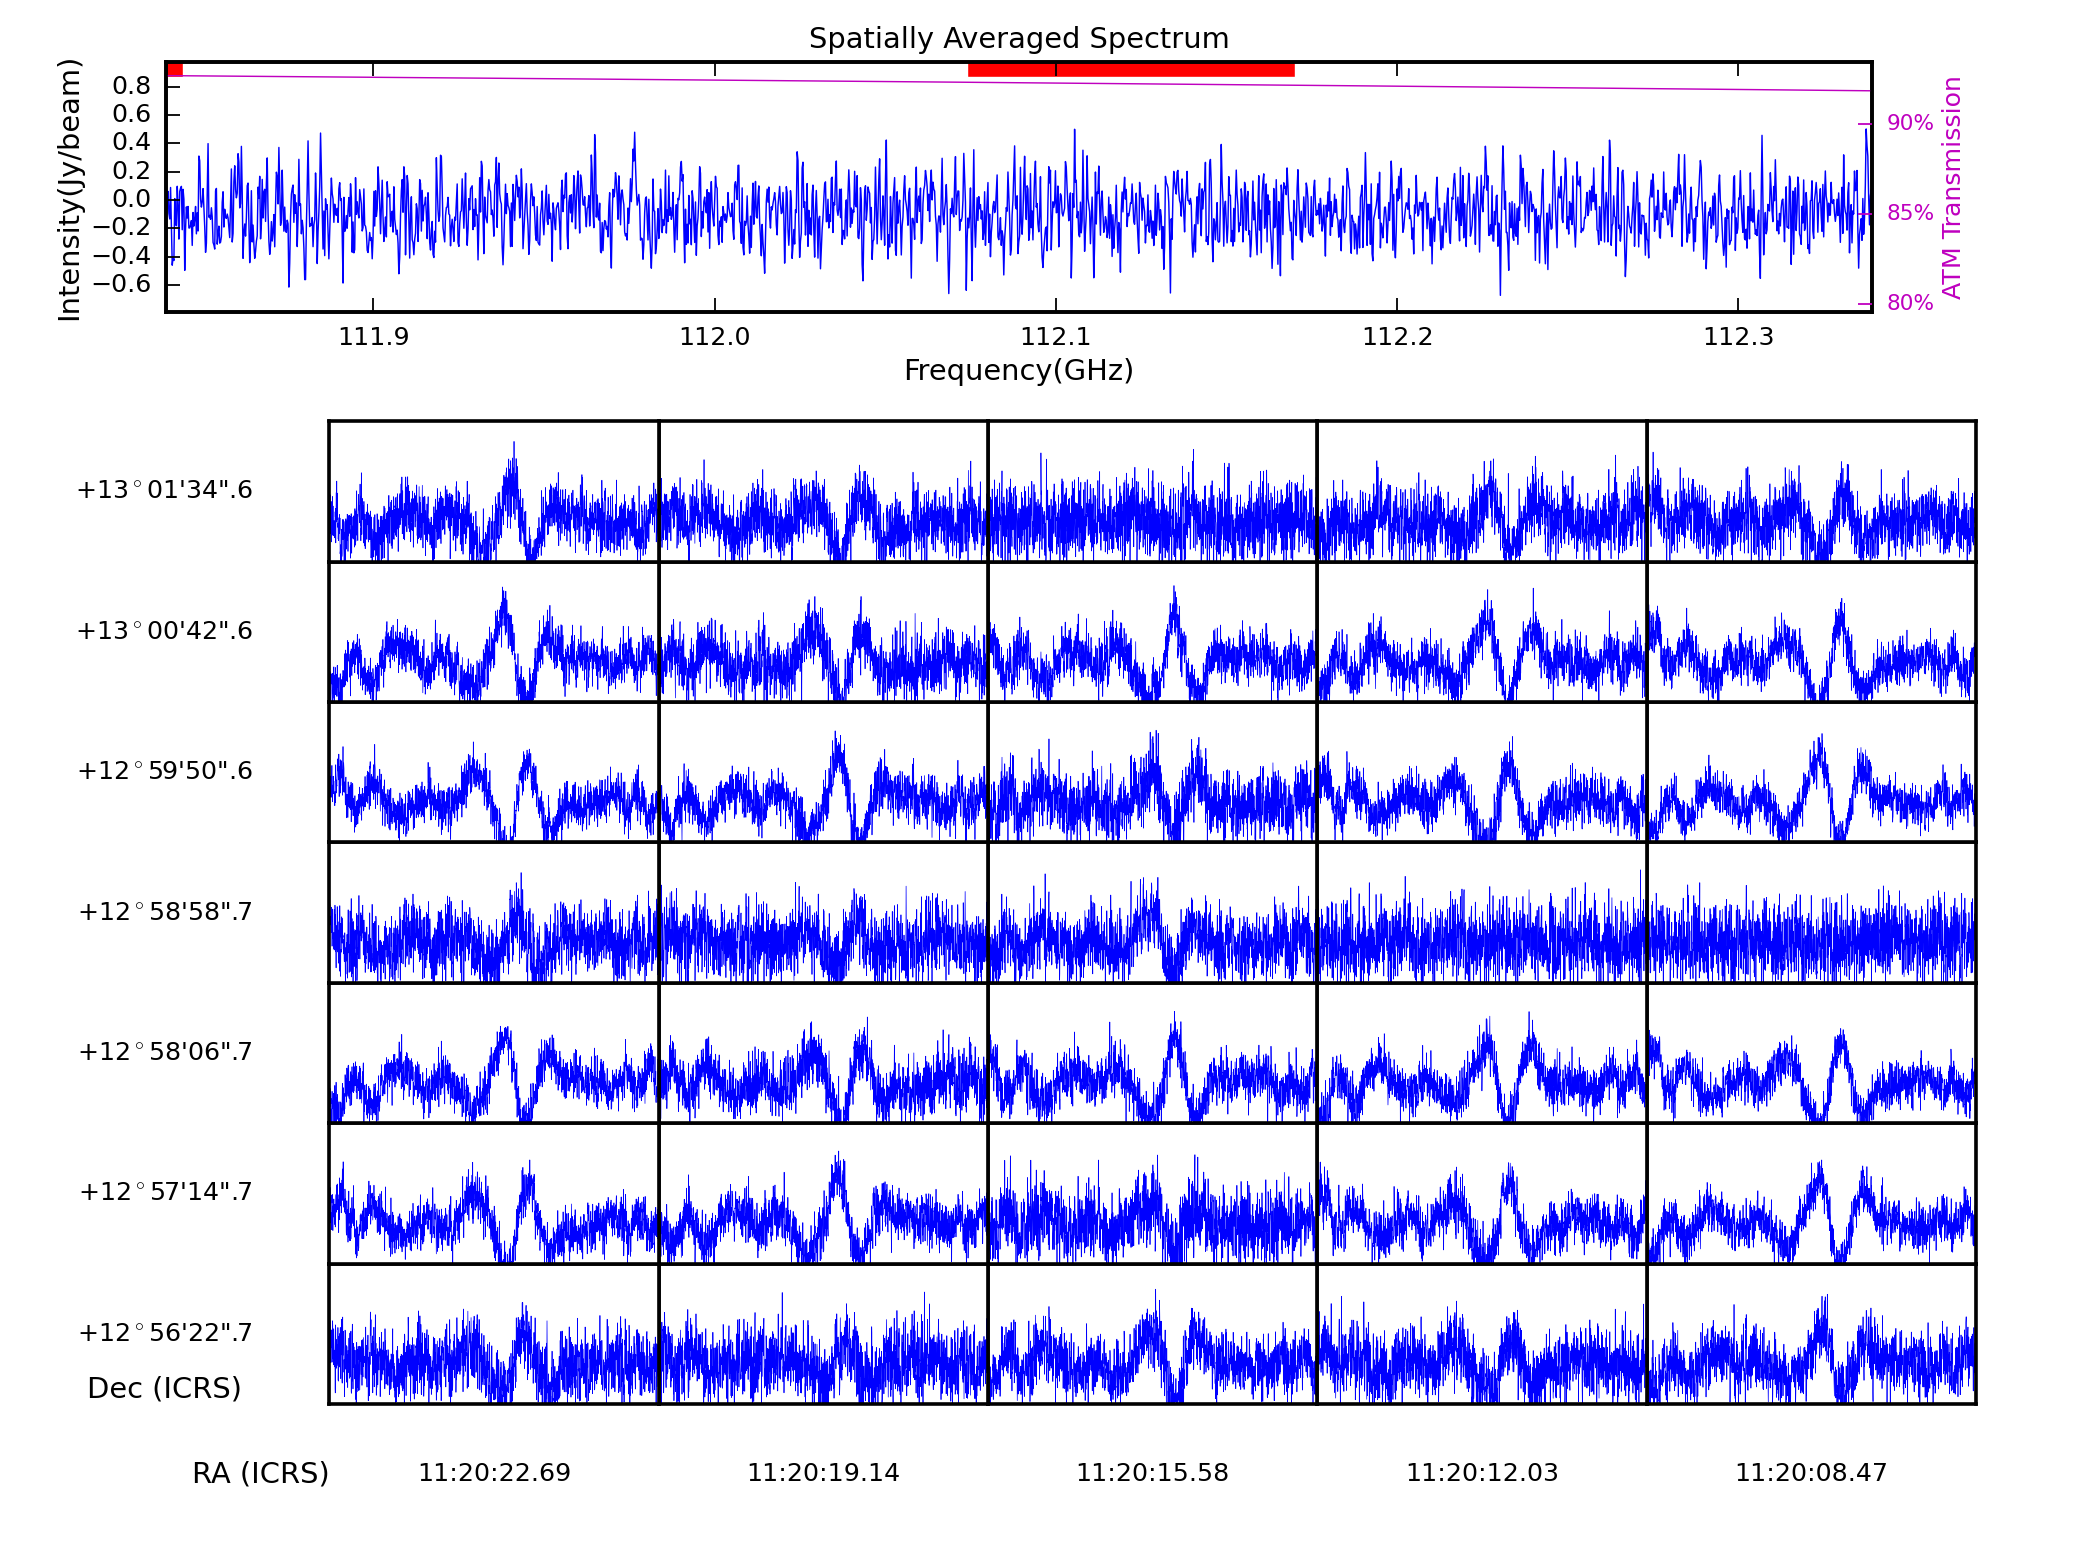 Spatially Averaged Spectrum
Intensity(Jy/beam)
0.8
0.6
0.4
0.2
0.0
−0.2
−0.4
−0.6
90%
85%
80%
ATM Transmission
111.9 112.0 112.1 112.2 112.3
Frequency(GHz)
+13°01'34".6
+13°00'42".6
+12°59'50".6
+12°58'58".7
+12°58'06".7
+12°57'14".7
+12°56'22".7
Dec (ICRS)
RA (ICRS) 11:20:22.69 11:20:19.14 11:20:15.58 11:20:12.03 11:20:08.47